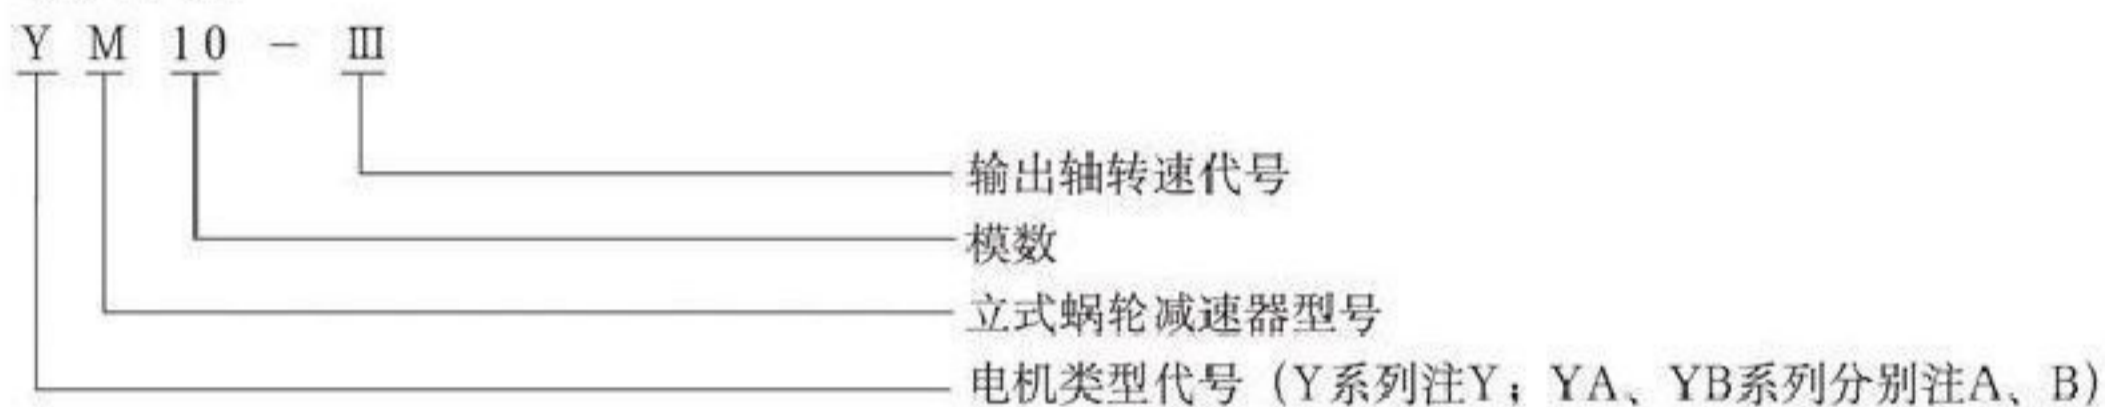 Y M 10 - Ⅲ
输出轴转速代号
模数
立式蜗轮减速器型号
电机类型代号（Y系列注Y；YA、YB系列分别注A、B）